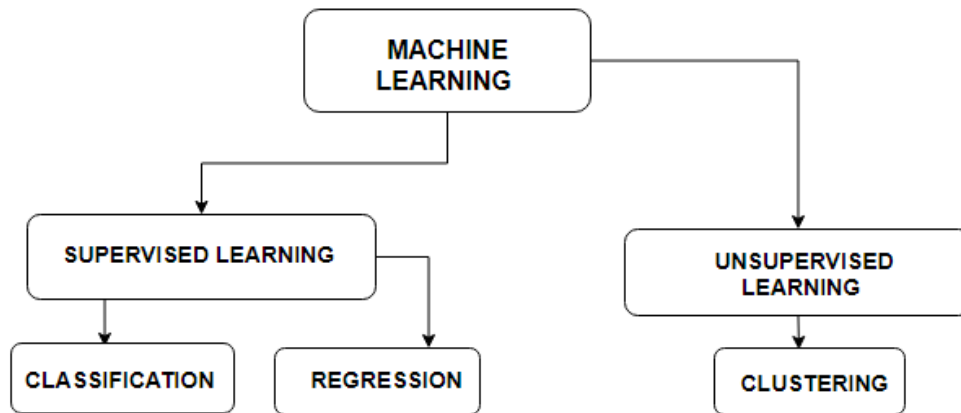 MACHINE
LEARNING
SUPERVISED LEARNING
UNSUPERVISED
LEARNING
CLASSIFICATION
REGRESSION
CLUSTERING